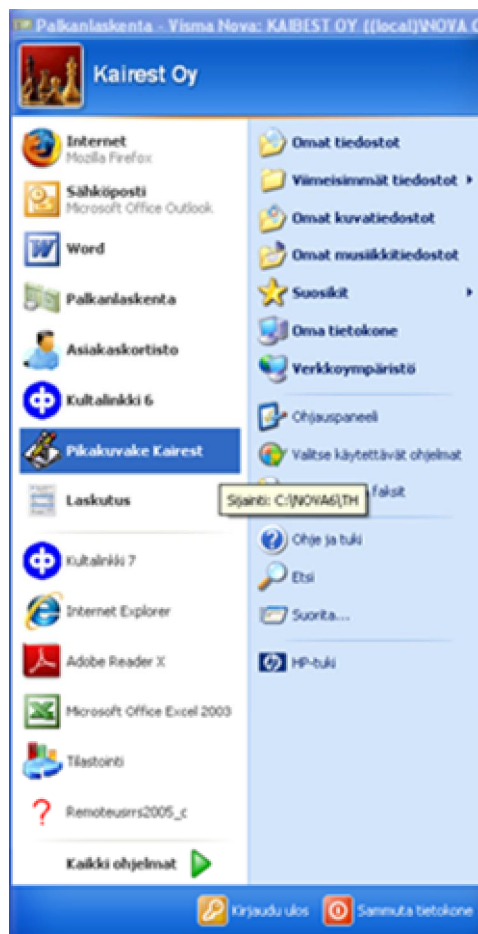 Palkanlaskenta - Visma Nova: KAIBEST OY ((local)\NOVA
Kairest Oy
Internet
Mozilla Firefox
Sähköposti
Microsoft Office Outlook
Word
Palkanlaskenta
Asiakaskortisto
Kultalinkki 6
Pikakuvake Kairest
Laskutus
Kultalinkki 7
Internet Explorer
Adobe Reader X
Microsoft Office Excel 2003
Tilastointi
Remoteusrrs2005_c
Kaikki ohjelmat
Omat tiedostot
Viimeisimmät tiedostot
Omat kuvatiedostot
Omat musiikkitiedostot
Suosikit
Oma tietokone
Verkkoympäristö
Ohjauspaneeli
Valitse käytettävät ohjelmat
faksit
Sijainti: C:\NOVA6\TH
Ohje ja tuki
Etsi
Suorita...
HP-tuki
Kirjaudu ulos
Sammuta tietokone